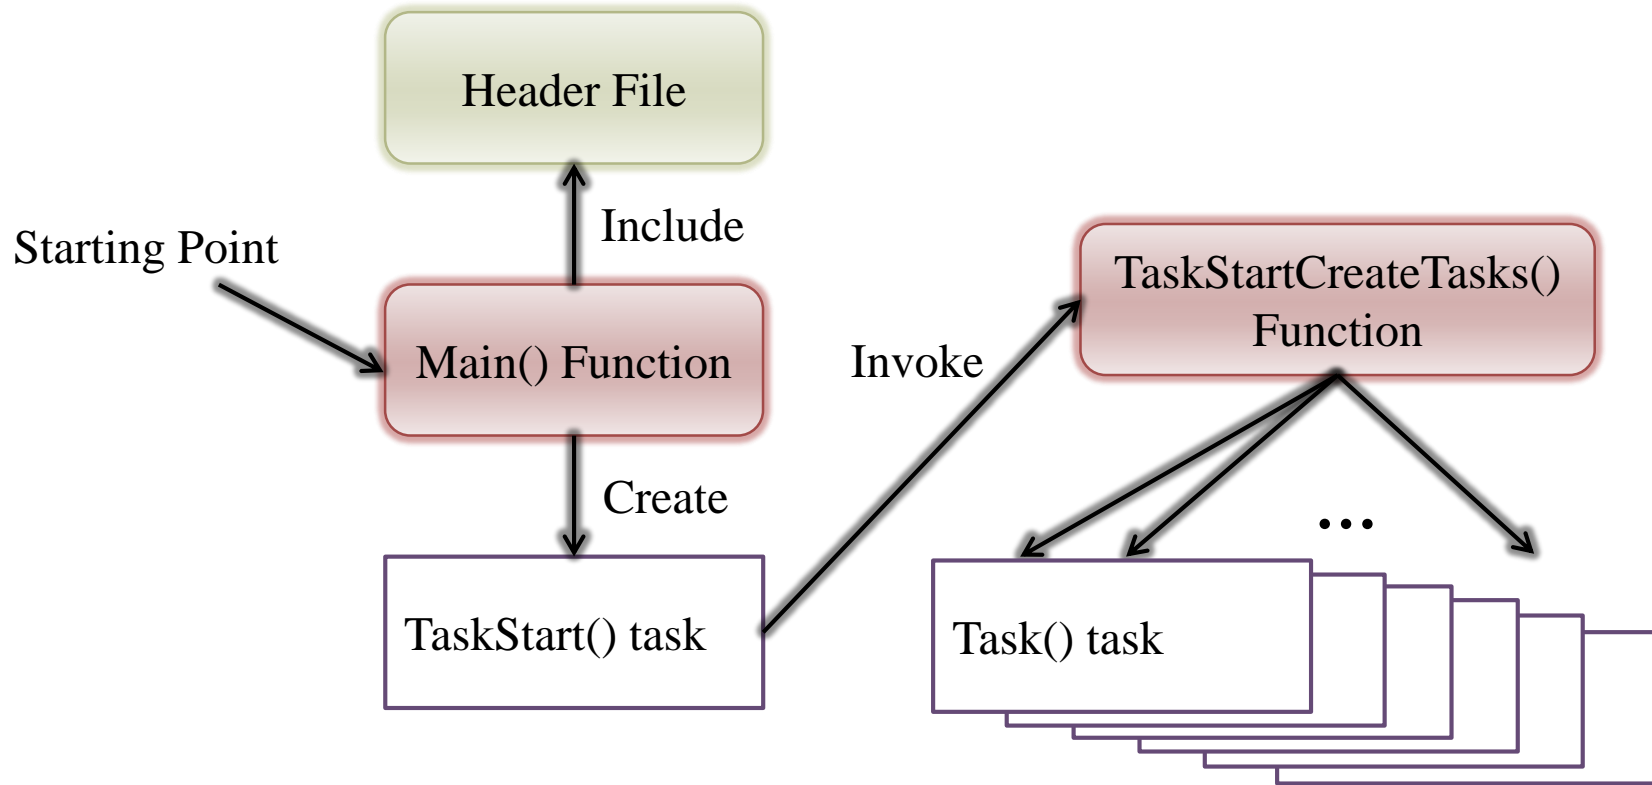 Header File
Include
Starting Point
Main() Function
Create
TaskStart() task
Invoke
TaskStartCreateTasks()
Function
...
Task() task